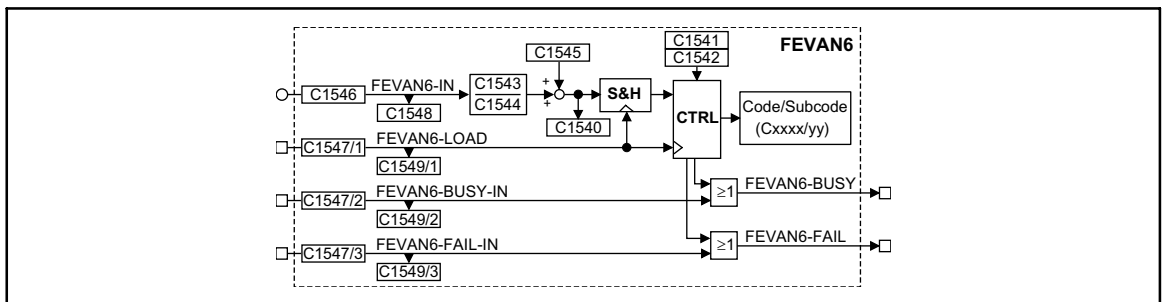 FEVAN6
C1541
C1542
C1545
+
+
C1546
FEVAN6-IN
C1548
C1543
C1544
C1540
S&H
CTRL
Code/Subcode
(Cxxxx/yy)
C1547/1
FEVAN6-LOAD
C1549/1
C1547/2
FEVAN6-BUSY-IN
C1549/2
≥1
FEVAN6-BUSY
C1547/3
FEVAN6-FAIL-IN
C1549/3
≥1
FEVAN6-FAIL